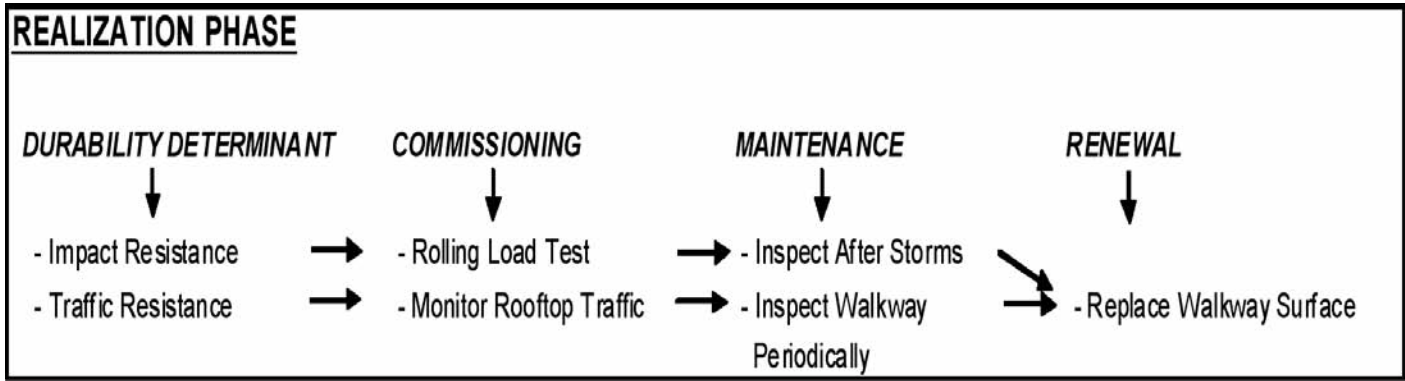 REALIZATION PHASE
DURABILITY DETERMINANT COMMISSIONING MAINTENANCE RENEWAL
- Impact Resistance - Rolling Load Test - Inspect After Storms
- Traffic Resistance - Monitor Rooftop Traffic - Inspect Walkway - Replace Walkway Surface
Periodically